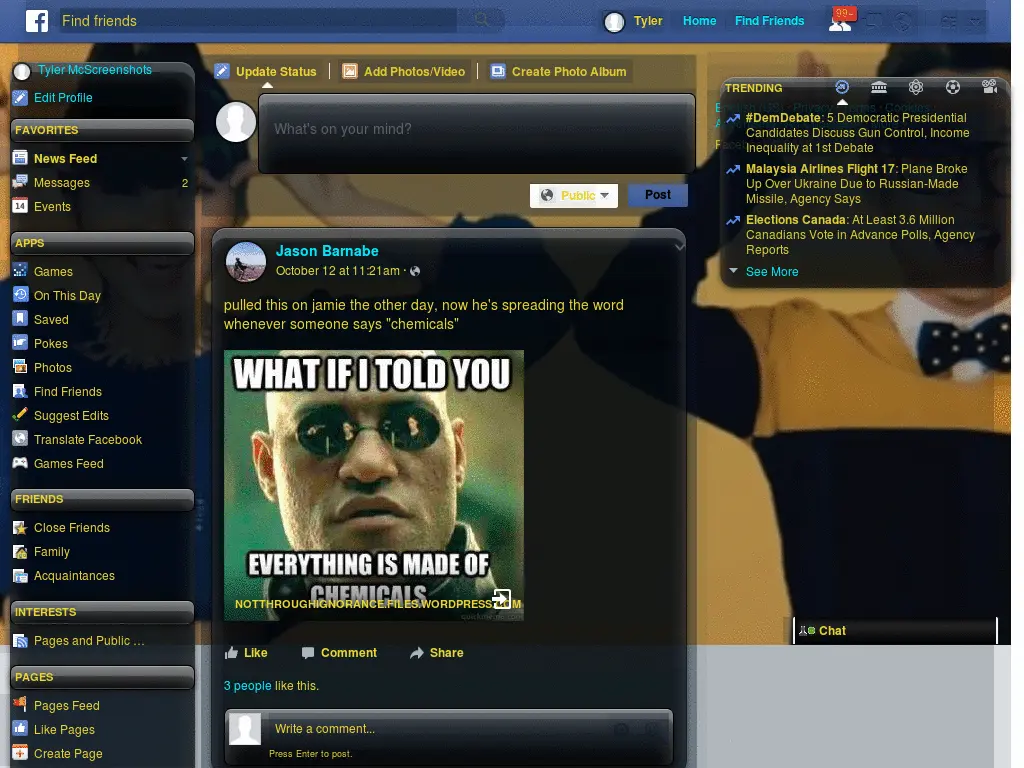 Find friends
Tyler
Home
Find Friends
99+
Tyler McScreenshots
Edit Profile
FAVORITES
News Feed
Messages
2
14
Events
APPS
Games
On This Day
Saved
Pokes
Photos
Find Friends
Suggest Edits
Translate Facebook
Games Feed
FRIENDS
Close Friends
Family
Acquaintances
INTERESTS
Pages and Public ...
PAGES
Pages Feed
Like Pages
Create Page
Update Status
Add Photos/Video
Create Photo Album
What's on your mind?
Public
Post
Jason Barnabe
October 12 at 11:21am ·
pulled this on jamie the other day, now he's spreading the word
whenever someone says "chemicals"
WHAT IF I TOLD YOU
EVERYTHING IS MADE OF
CHEMICALS
NOTTHROUGHIGNORANCE.FILES.WORDPRESS.COM
Like
Comment
Share
3 people like this.
Write a comment...
Press Enter to post.
TRENDING
#DemDebate: 5 Democratic Presidential
Candidates Discuss Gun Control, Income
Inequality at 1st Debate
Malaysia Airlines Flight 17: Plane Broke
Up Over Ukraine Due to Russian-Made
Missile, Agency Says
Elections Canada: At Least 3.6 Million
Canadians Vote in Advance Polls, Agency
Reports
See More
Chat